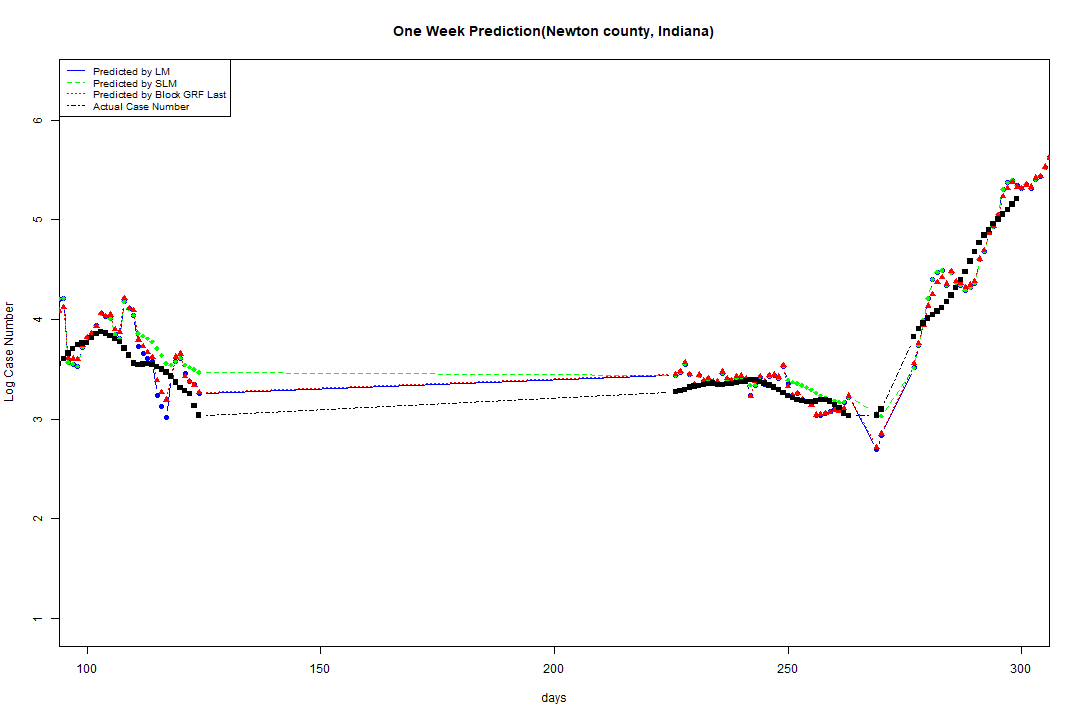 One Week Prediction(Newton county, Indiana)
Predicted by LM
Predicted by SLM
Predicted by Block GRF Last
Actual Case Number
Log Case Number
6
5
4
3
2
1
100
150
200
250
300
days